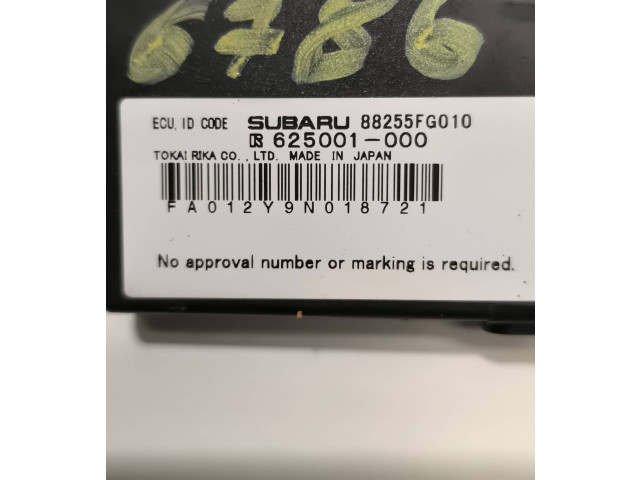 6786
ECU, ID CODE SUBARU 88255FG010
R 625001-000
TOKAI RIKA CO., LTD. MADE IN JAPAN
FA012Y9N018721
No approval number or marking is required.